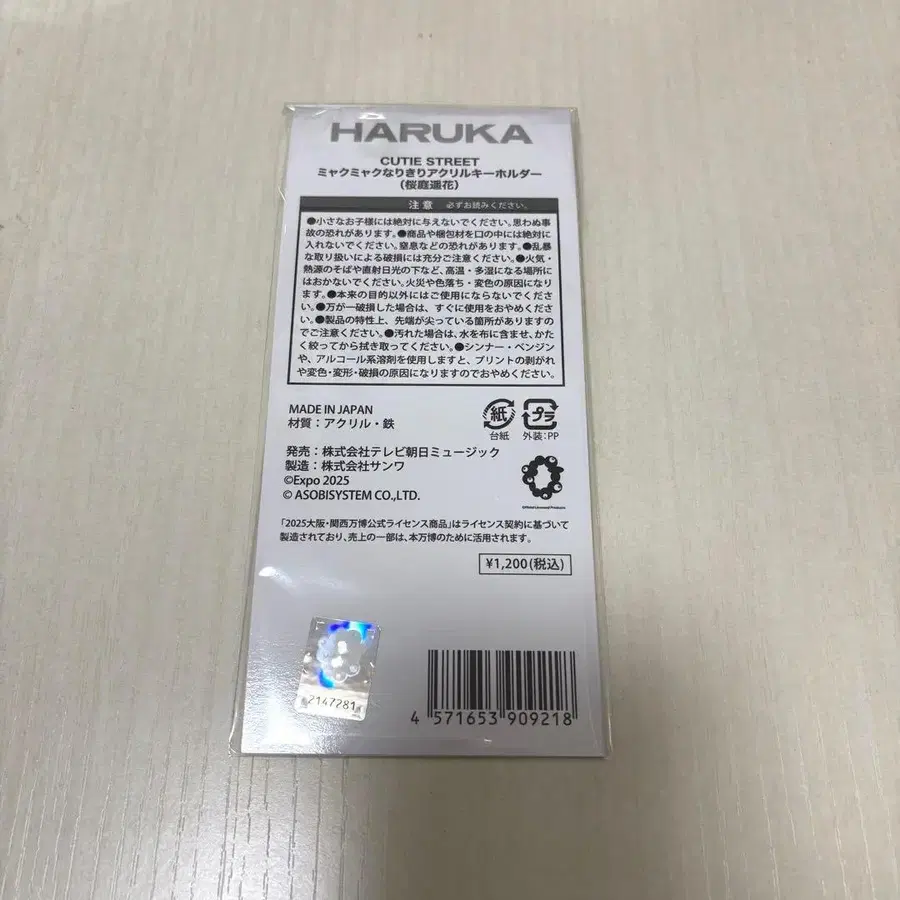 HARUKA
CUTIE STREET
ミャクミャクなりきりアクリルキーホルダー
（桜庭遥花）
注意 必ずお読みください。
●小さなお子様には絶対に与えないでください。思わぬ事
故の恐れがあります。●商品や梱包材を口の中には絶対に
入れないでください。窒息などの恐れがあります。●乱暴
な取り扱いによる破損には充分ご注意ください。●火気・
熱源のそばや直射日光の下など、高温・多湿になる場所に
はおかないでください。火災や色落ち・変色の原因になり
ます。●本来の目的以外にはご使用にならないでくださ
い。●万が一破損した場合は、すぐに使用をおやめくださ
い。●製品の特性上、先端が尖っている箇所がありますの
でご注意ください。●汚れた場合は、水を布に含ませ、かた
く絞ってから拭き取ってください。●シンナー・ベンジン
や、アルコール系溶剤を使用しますと、プリントの剥がれ
や変色・変形・破損の原因になりますのでおやめください。
MADE IN JAPAN
材質：アクリル・鉄
紙
台紙
プラ
外装：PP
発売：株式会社テレビ朝日ミュージック
製造：株式会社サンワ
©Expo 2025
© ASOBISYSTEM CO.,LTD.
Official Licensed Products
「2025大阪・関西万博公式ライセンス商品」はライセンス契約に基づいて
製造されており、売上の一部は、本万博のために活用されます。
¥1,200(税込)
2147281
4 571653 909218